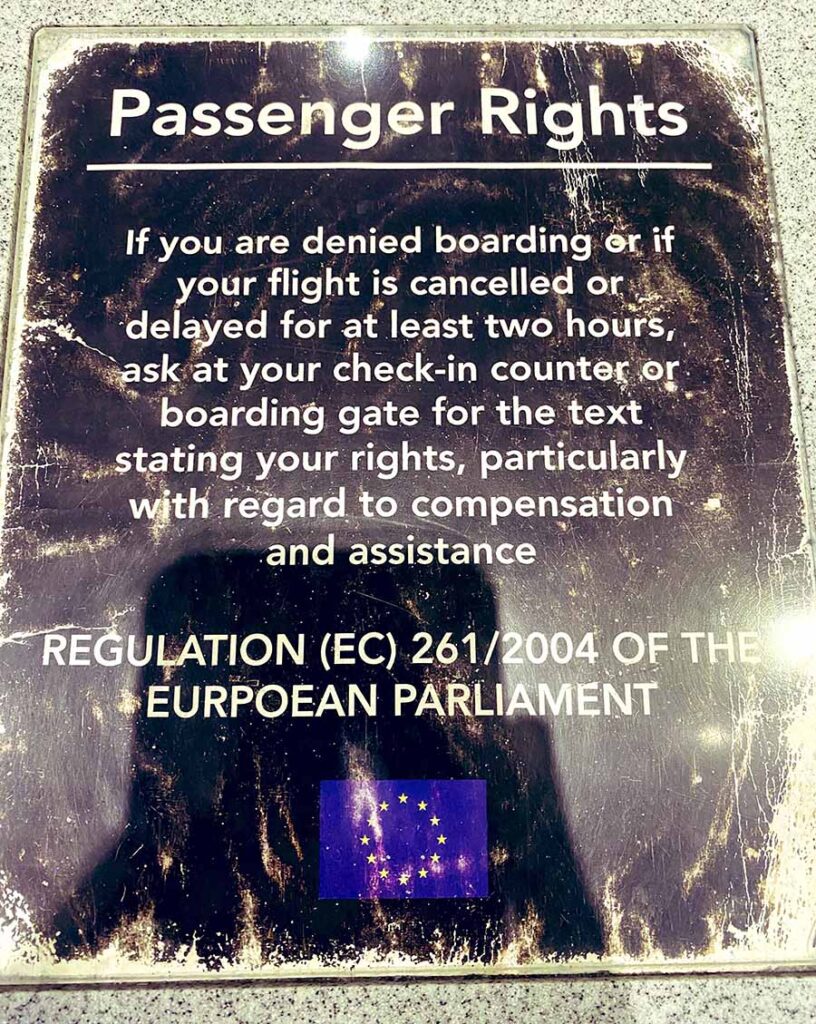 Passenger Rights
If you are denied boarding or if
your flight is cancelled or
delayed for at least two hours,
ask at your check-in counter or
boarding gate for the text
stating your rights, particularly
with regard to compensation
and assistance
REGULATION (EC) 261/2004 OF THE
EURPOEAN PARLIAMENT